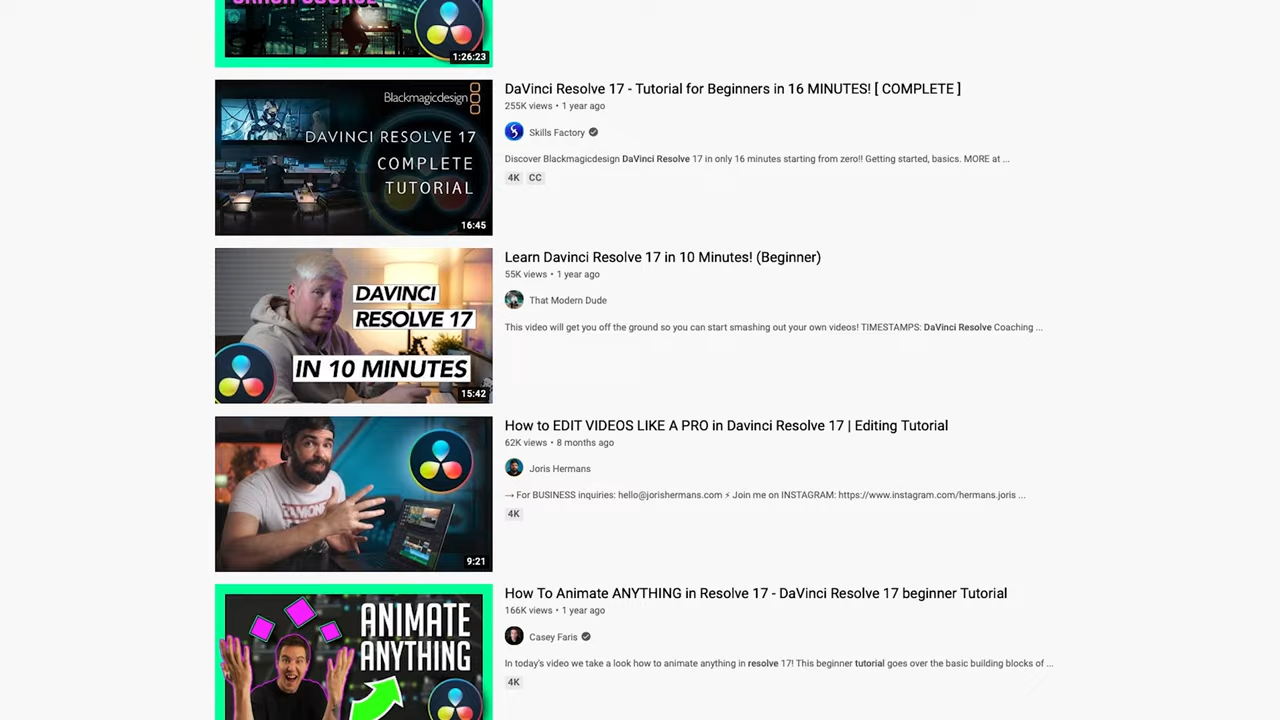 CRASH COURSE
1:26:23
Blackmagicdesign
DAVINCI RESOLVE 17
COMPLETE
TUTORIAL
16:45
DaVinci Resolve 17 - Tutorial for Beginners in 16 MINUTES! [ COMPLETE ]
255K views • 1 year ago
Skills Factory
Discover Blackmagicdesign DaVinci Resolve 17 in only 16 minutes starting from zero!! Getting started, basics. MORE at ...
4K CC
DAVINCI
RESOLVE 17
IN 10 MINUTES
15:42
Learn Davinci Resolve 17 in 10 Minutes! (Beginner)
55K views • 1 year ago
That Modern Dude
This video will get you off the ground so you can start smashing out your own videos! TIMESTAMPS: DaVinci Resolve Coaching ...
9:21
How to EDIT VIDEOS LIKE A PRO in Davinci Resolve 17 | Editing Tutorial
62K views • 8 months ago
Joris Hermans
→ For BUSINESS inquiries: hello@jorishermans.com ⚡ Join me on INSTAGRAM: https://www.instagram.com/hermans.joris ...
4K
ANIMATE
ANYTHING
How To Animate ANYTHING in Resolve 17 - DaVinci Resolve 17 beginner Tutorial
166K views • 1 year ago
Casey Faris
In today's video we take a look how to animate anything in resolve 17! This beginner tutorial goes over the basic building blocks of ...
4K